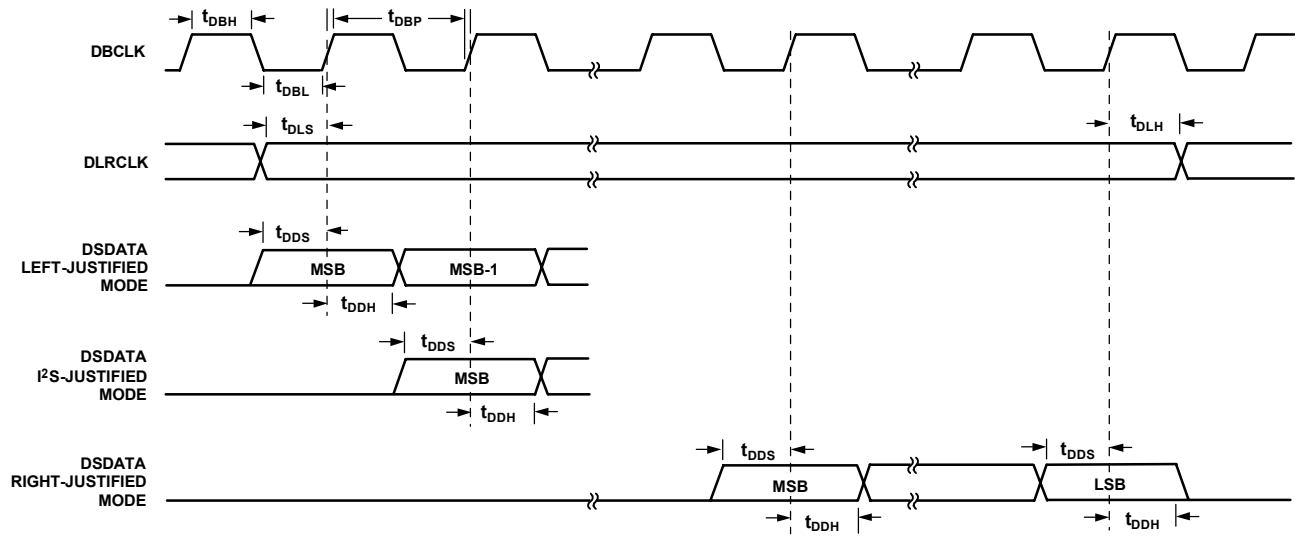 tDBH
tDBP
DBCLK
tDBL
tDLS
tDLH
DLRCLK
tDDS
DSDATA
LEFT-JUSTIFIED
MODE
MSB
MSB-1
tDDH
tDDS
DSDATA
I²S-JUSTIFIED
MODE
MSB
tDDH
tDDS
tDDS
DSDATA
RIGHT-JUSTIFIED
MODE
MSB
LSB
tDDH
tDDH